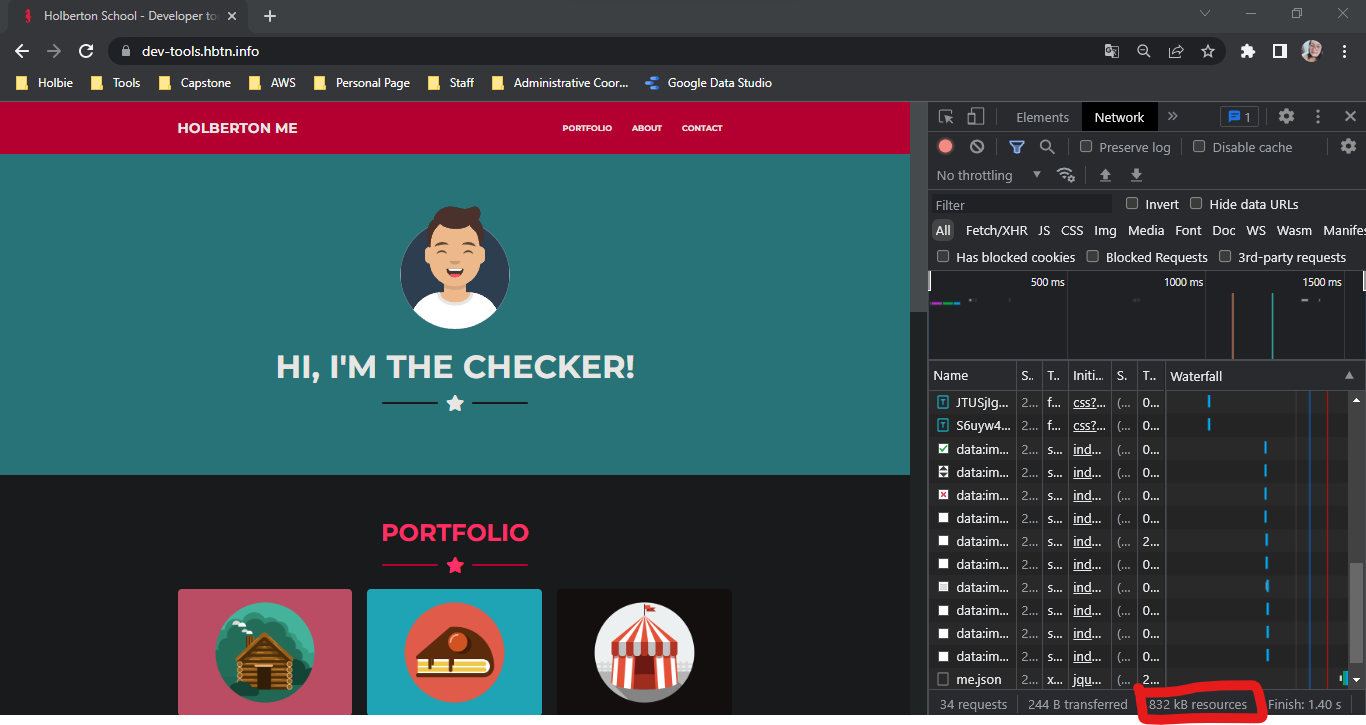 Holberton School - Developer to
dev-tools.hbtn.info
Holbie Tools Capstone AWS Personal Page Staff Administrative Coor... Google Data Studio
HOLBERTON ME PORTFOLIO ABOUT CONTACT
HI, I'M THE CHECKER!
PORTFOLIO
Elements Network » 1
Preserve log Disable cache
No throttling
Filter Invert Hide data URLs
All Fetch/XHR JS CSS Img Media Font Doc WS Wasm Manifes
Has blocked cookies Blocked Requests 3rd-party requests
500 ms 1000 ms 1500 ms
Name S.. T.. Initi... S.. T.. Waterfall
JTUSjIg... 2... f... css?... (... 0...
S6uyw4... 2... f... css?... (... 0...
data:im... 2... s... ind... (... 0...
data:im... 2... s... ind... (... 0...
data:im... 2... s... ind... (... 0...
data:im... 2... s... ind... (... 0...
data:im... 2... s... ind... (... 2...
data:im... 2... s... ind... (... 0...
data:im... 2... s... ind... (... 0...
data:im... 2... s... ind... (... 0...
data:im... 2... s... ind... (... 0...
data:im... 2... s... ind... (... 0...
me.json 2... x... jqu... (... 2...
34 requests 244 B transferred 832 kB resources Finish: 1.40 s